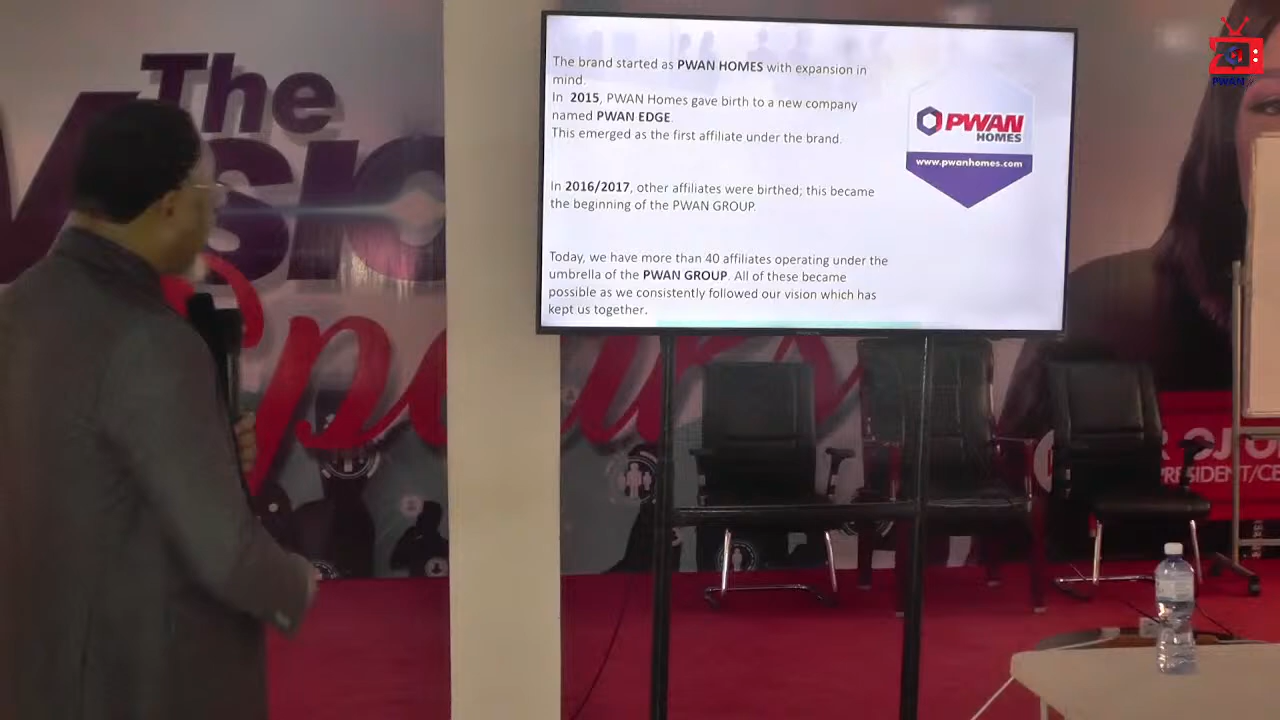 The
Vision
Speaks
The brand started as PWAN HOMES with expansion in
mind.
In 2015, PWAN Homes gave birth to a new company
named PWAN EDGE.
This emerged as the first affiliate under the brand.
In 2016/2017, other affiliates were birthed; this became
the beginning of the PWAN GROUP.
Today, we have more than 40 affiliates operating under the
umbrella of the PWAN GROUP. All of these became
possible as we consistently followed our vision which has
kept us together.
PWAN
HOMES
www.pwanhomes.com
PWAN
PRESIDENT/CE